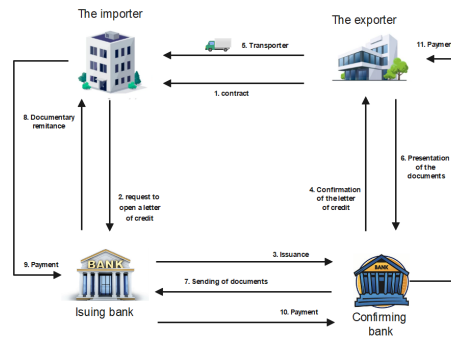 The importer
The exporter
5. Transporter
11. Paymen
1. contract
8. Documentary
remitance
6. Presentation
of the
documents
4. Confirmation
of the letter
of credit
2. request to
open a letter
of credit
3. Issuance
BANK
BANK
9. Payment
7. Sending of documents
Isuing bank
10. Payment
Confirming
bank